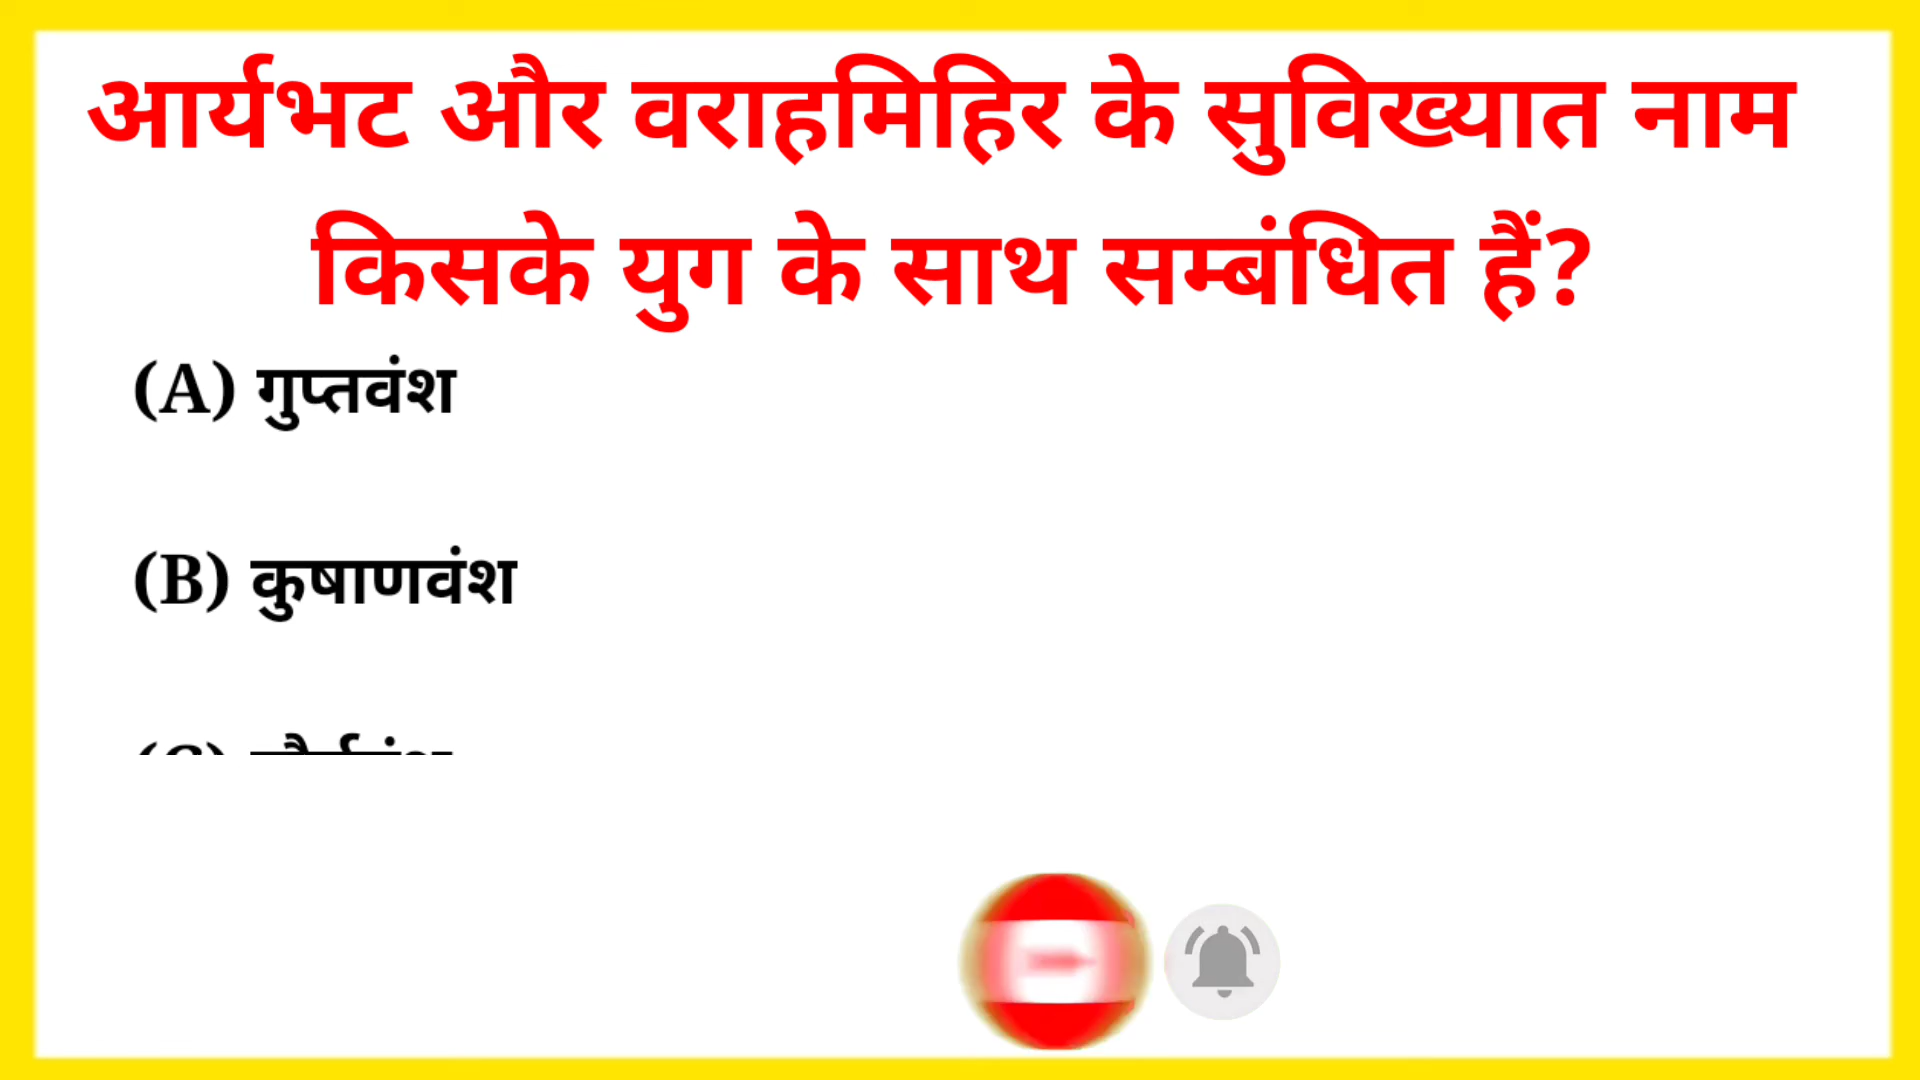 आर्यभट और वराहमिहिर के सुविख्यात नाम
किसके युग के साथ सम्बंधित हैं?
(A) गुप्तवंश
(B) कुषाणवंश